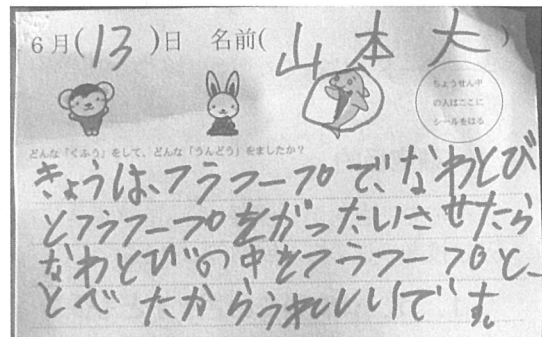 6月(13)日 名前(山本大)
ちょうせん中
の人はここに
シールをはる
どんな「くふう」をして、どんな「うんどう」をましたか？
きょうは、フラフープで、なわとび
とフラフープをがったいさせたら
なわとびの中をフラフープと、
とべたからうれしいです。